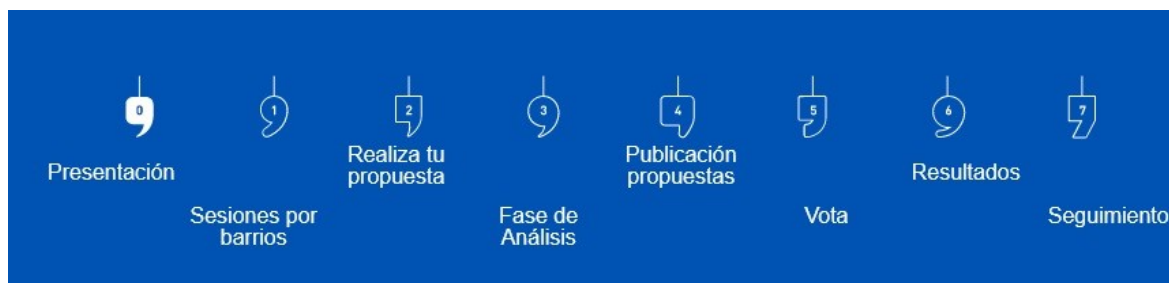 0
1
2
3
4
5
6
7
Presentación
Sesiones por
barrios
Realiza tu
propuesta
Fase de
Análisis
Publicación
propuestas
Vota
Resultados
Seguimiento